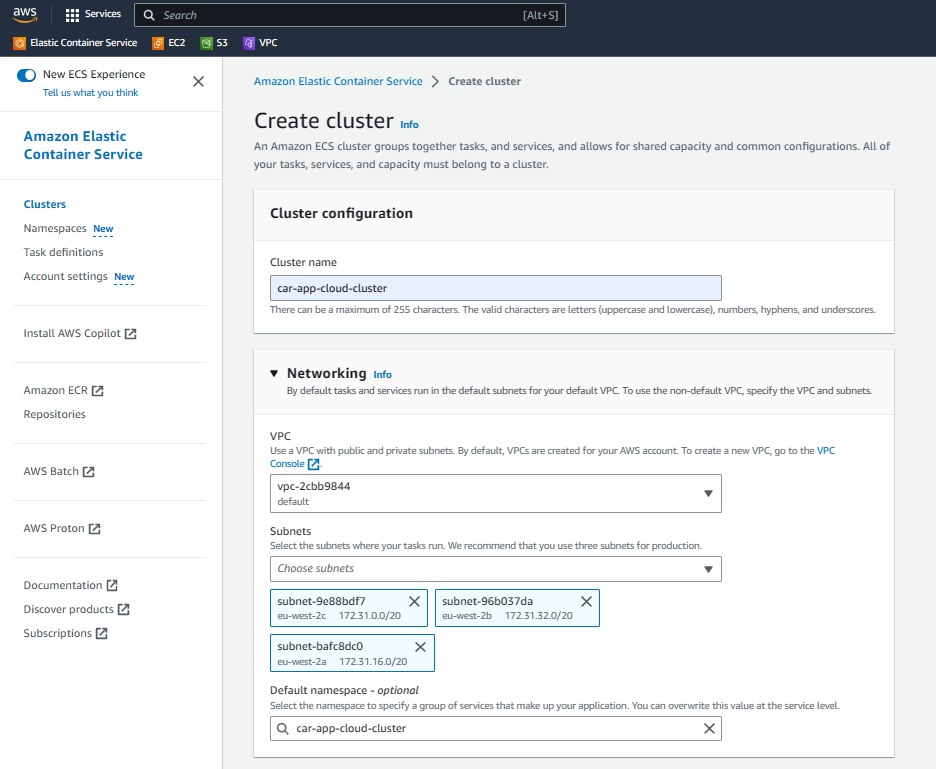 aws
Services
Search [Alt+S]
Elastic Container Service EC2 S3 VPC
New ECS Experience
Tell us what you think
Amazon Elastic
Container Service
Clusters
Namespaces New
Task definitions
Account settings New
Install AWS Copilot
Amazon ECR
Repositories
AWS Batch
AWS Proton
Documentation
Discover products
Subscriptions
Amazon Elastic Container Service > Create cluster
Create cluster Info
An Amazon ECS cluster groups together tasks, and services, and allows for shared capacity and common configurations. All of
your tasks, services, and capacity must belong to a cluster.
Cluster configuration
Cluster name
car-app-cloud-cluster
There can be a maximum of 255 characters. The valid characters are letters (uppercase and lowercase), numbers, hyphens, and underscores.
Networking Info
By default tasks and services run in the default subnets for your default VPC. To use the non-default VPC, specify the VPC and subnets.
VPC
Use a VPC with public and private subnets. By default, VPCs are created for your AWS account. To create a new VPC, go to the VPC
Console.
vpc-2cbb9844
default
Subnets
Select the subnets where your tasks run. We recommend that you use three subnets for production.
Choose subnets
subnet-9e88bdf7
eu-west-2c 172.31.0.0/20
subnet-96b037da
eu-west-2b 172.31.32.0/20
subnet-bafc8dc0
eu-west-2a 172.31.16.0/20
Default namespace - optional
Select the namespace to specify a group of services that make up your application. You can overwrite this value at the service level.
car-app-cloud-cluster